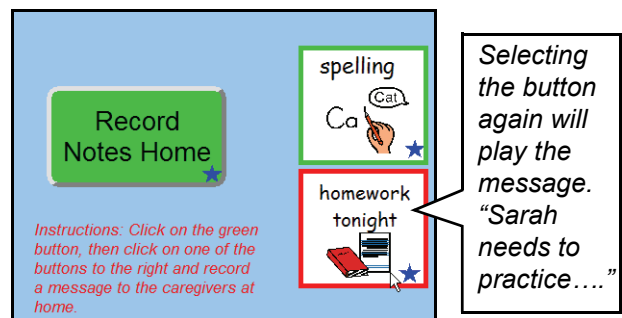 Record
Notes Home
Instructions: Click on the green
button, then click on one of the
buttons to the right and record
a message to the caregivers at
home.
spelling
Cat
Ca
homework
tonight
Selecting
the button
again will
play the
message.
“Sarah
needs to
practice….”